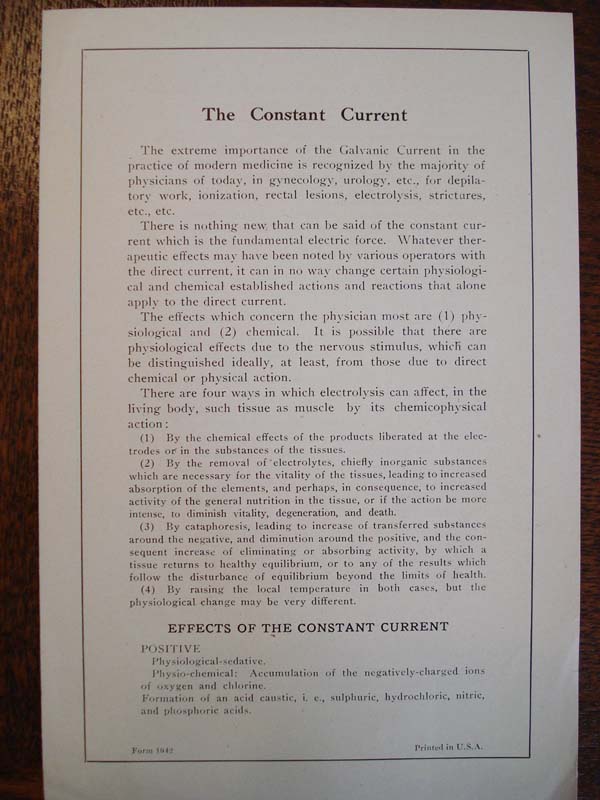 The Constant Current
The extreme importance of the Galvanic Current in the
practice of modern medicine is recognized by the majority of
physicians of today, in gynecology, urology, etc., for depila-
tory work, ionization, rectal lesions, electrolysis, strictures,
etc., etc.
There is nothing new that can be said of the constant cur-
rent which is the fundamental electric force. Whatever ther-
apeutic effects may have been noted by various operators with
the direct current, it can in no way change certain physiologi-
cal and chemical established actions and reactions that alone
apply to the direct current.
The effects which concern the physician most are (1) phy-
siological and (2) chemical. It is possible that there are
physiological effects due to the nervous stimulus, which can
be distinguished ideally, at least, from those due to direct
chemical or physical action.
There are four ways in which electrolysis can affect, in the
living body, such tissue as muscle by its chemicophysical
action:
(1) By the chemical effects of the products liberated at the elec-
trodes or in the substances of the tissues.
(2) By the removal of electrolytes, chiefly inorganic substances
which are necessary for the vitality of the tissues, leading to increased
absorption of the elements, and perhaps, in consequence, to increased
activity of the general nutrition in the tissue, or if the action be more
intense, to diminish vitality, degeneration, and death.
(3) By cataphoresis, leading to increase of transferred substances
around the negative, and diminution around the positive, and the con-
sequent increase of eliminating or absorbing activity, by which a
tissue returns to healthy equilibrium, or to any of the results which
follow the disturbance of equilibrium beyond the limits of health.
(4) By raising the local temperature in both cases, but the
physiological change may be very different.
EFFECTS OF THE CONSTANT CURRENT
POSITIVE
Physiological-sedative.
Physio-chemical: Accumulation of the negatively-charged ions
of oxygen and chlorine.
Formation of an acid caustic, i. e., sulphuric, hydrochloric, nitric,
and phosphoric acids.
Form 1042
Printed in U.S.A.